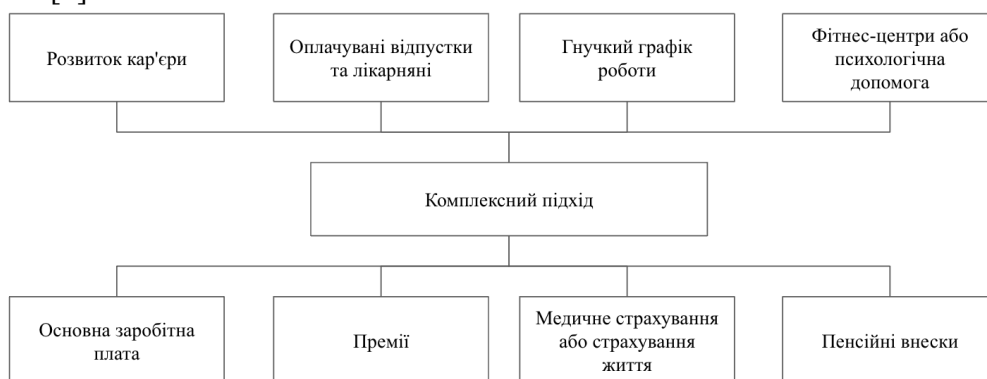 Розвиток кар'єри
Оплачувані відпустки
та лікарняні
Гнучкий графік
роботи
Фітнес-центри або
психологічна
допомога
Комплексний підхід
Основна заробітна
плата
Премії
Медичне страхування
або страхування
життя
Пенсійні внески